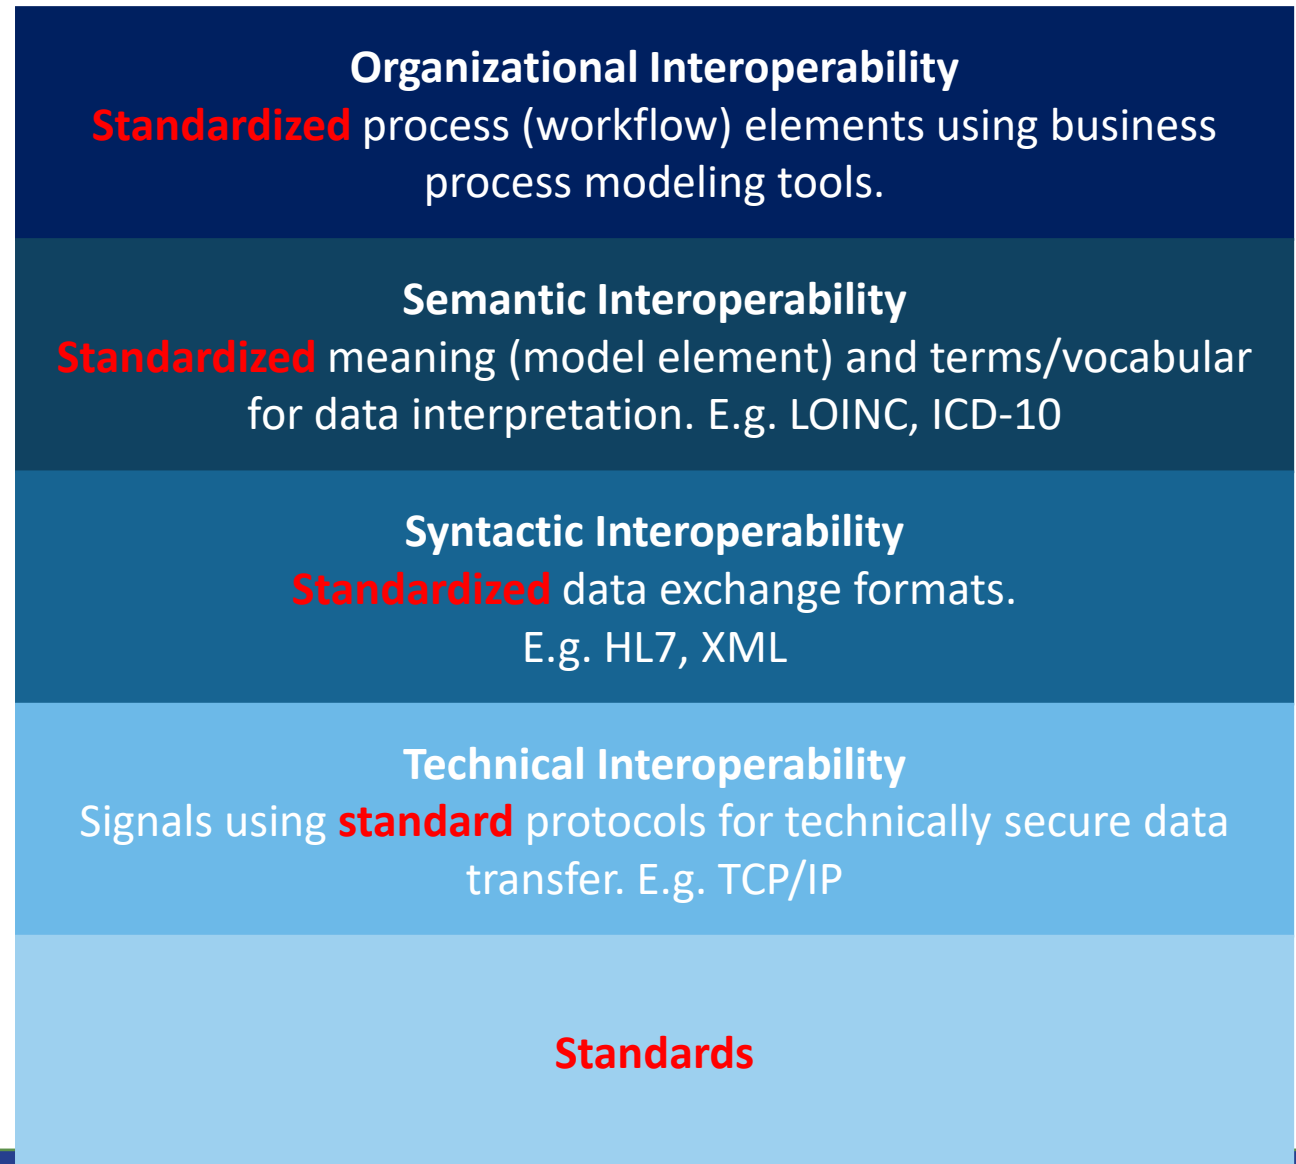 Organizational Interoperability
Standardized process (workflow) elements using business
process modeling tools.
Semantic Interoperability
Standardized meaning (model element) and terms/vocabular
for data interpretation. E.g. LOINC, ICD-10
Syntactic Interoperability
Standardized data exchange formats.
E.g. HL7, XML
Technical Interoperability
Signals using standard protocols for technically secure data
transfer. E.g. TCP/IP
Standards